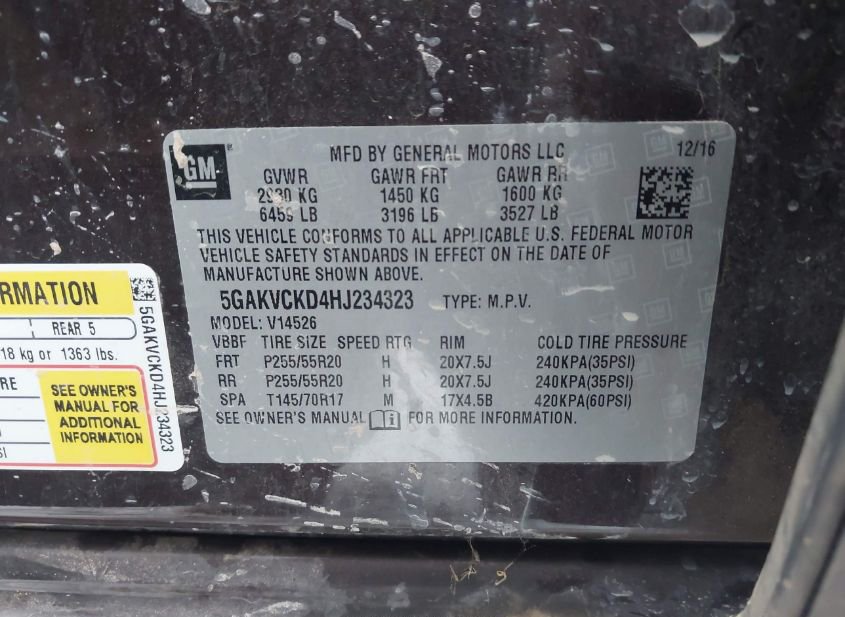 GM
MFD BY GENERAL MOTORS LLC 12/16
GVWR GAWR FRT GAWR RR
2930 KG 1450 KG 1600 KG
6459 LB 3196 LB 3527 LB
THIS VEHICLE CONFORMS TO ALL APPLICABLE U.S. FEDERAL MOTOR
VEHICLE SAFETY STANDARDS IN EFFECT ON THE DATE OF
MANUFACTURE SHOWN ABOVE.
5GAKVCKD4HJ234323 TYPE: M.P.V.
MODEL: V14526
VBBF TIRE SIZE SPEED RTG RIM COLD TIRE PRESSURE
FRT P255/55R20 H 20X7.5J 240KPA(35PSI)
RR P255/55R20 H 20X7.5J 240KPA(35PSI)
SPA T145/70R17 M 17X4.5B 420KPA(60PSI)
SEE OWNER'S MANUAL FOR MORE INFORMATION.
RMATION
REAR 5
18 kg or 1363 lbs.
RE
SEE OWNER'S
MANUAL FOR
ADDITIONAL
INFORMATION
SI
5GAKVCKD4HJ234323